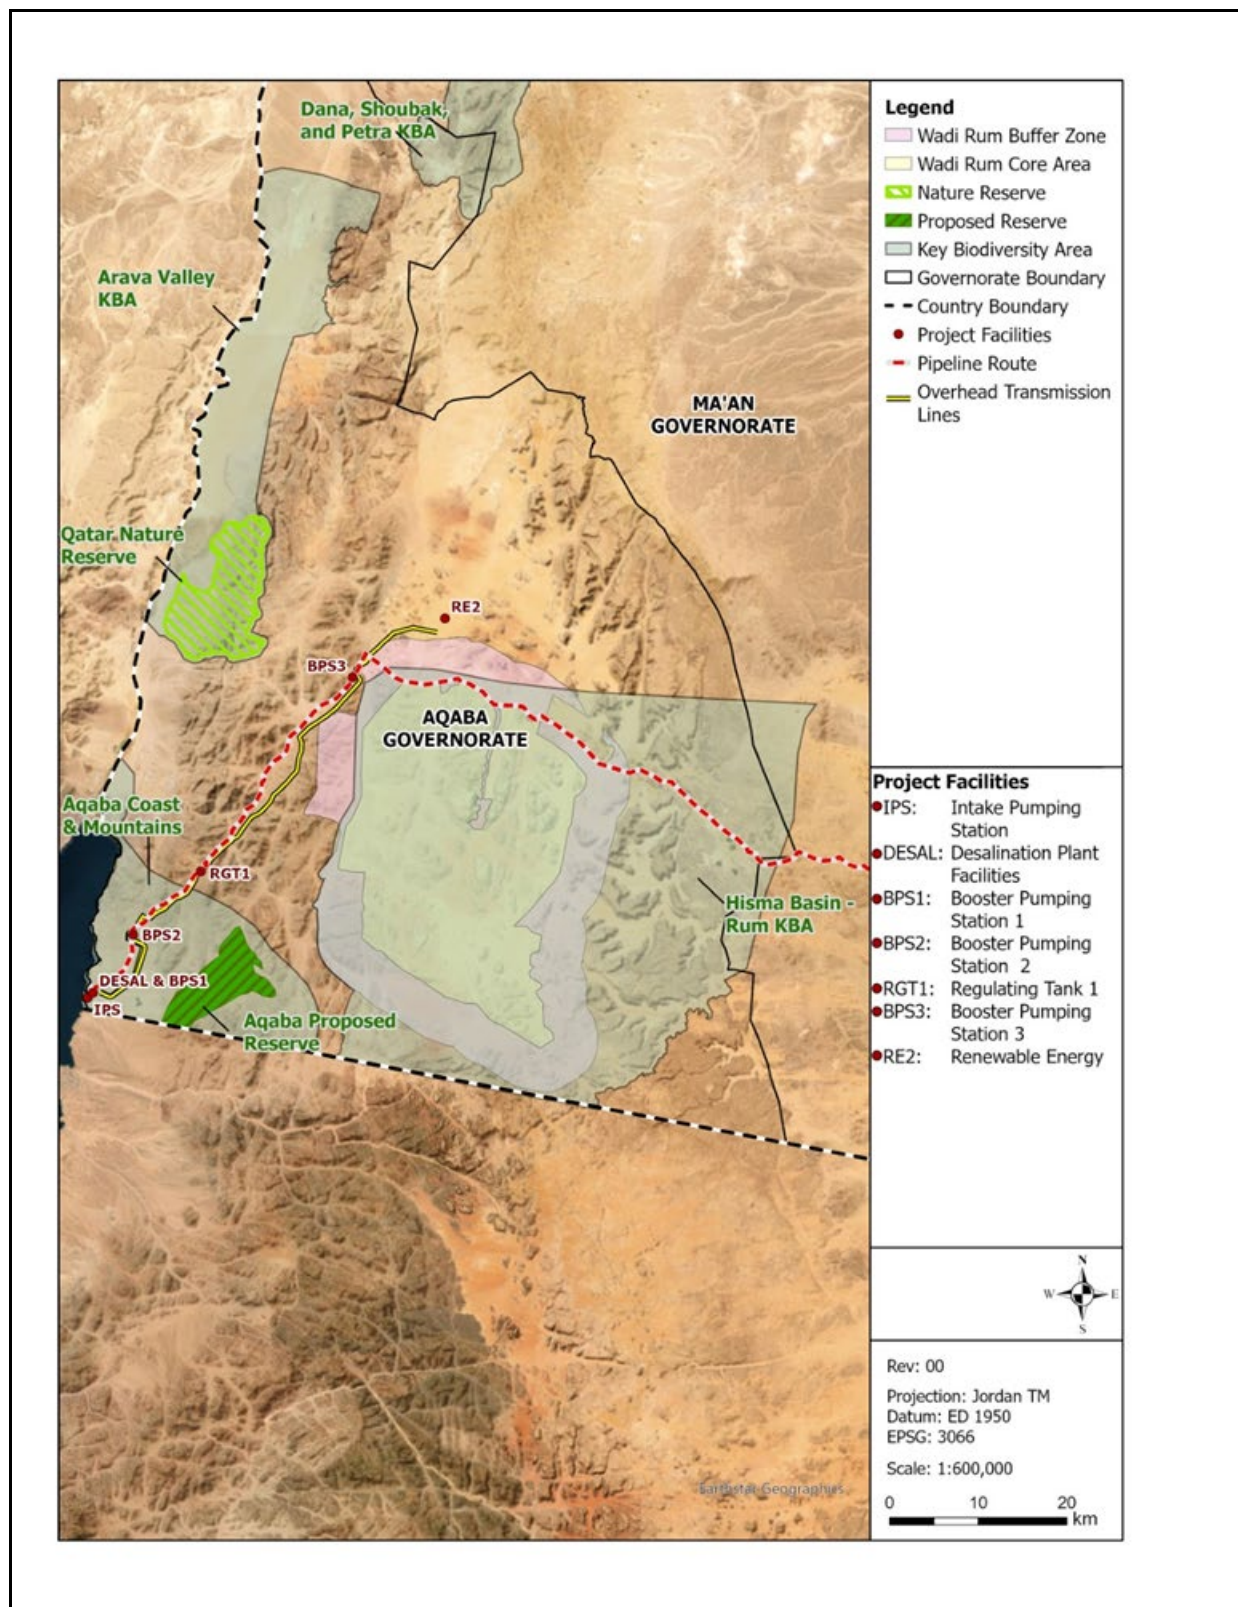 Dana, Shoubak,
and Petra KBA
Arava Valley
KBA
MA'AN
GOVERNORATE
Qatar Nature
Reserve
RE2
BPS3
AQABA
GOVERNORATE
Aqaba Coast
& Mountains
RGT1
Hisma Basin -
Rum KBA
BPS2
DESAL & BPS1
IPS
Aqaba Proposed
Reserve
Earthstar Geographics
Legend
Wadi Rum Buffer Zone
Wadi Rum Core Area
Nature Reserve
Proposed Reserve
Key Biodiversity Area
Governorate Boundary
Country Boundary
Project Facilities
Pipeline Route
Overhead Transmission
Lines
Project Facilities
IPS: Intake Pumping
Station
DESAL: Desalination Plant
Facilities
BPS1: Booster Pumping
Station 1
BPS2: Booster Pumping
Station 2
RGT1: Regulating Tank 1
BPS3: Booster Pumping
Station 3
RE2: Renewable Energy
N
W E
S
Rev: 00
Projection: Jordan TM
Datum: ED 1950
EPSG: 3066
Scale: 1:600,000
0 10 20
km